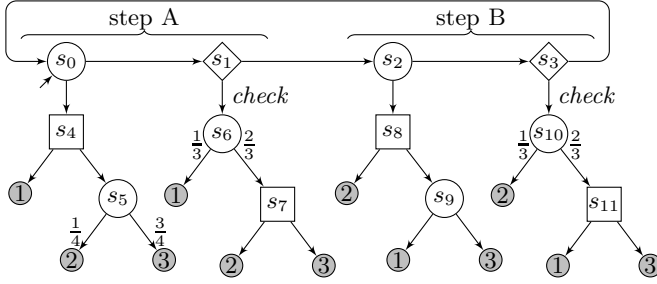 step A step B
s₀ s₁ s₂ s₃
check check
s₄ 1/3 s₆ 2/3 s₈ 1/3 s₁₀ 2/3
1 s₅ 1 s₇ 2 s₉ 2 s₁₁
1/4 3/4
2 3 2 3 1 3 1 3